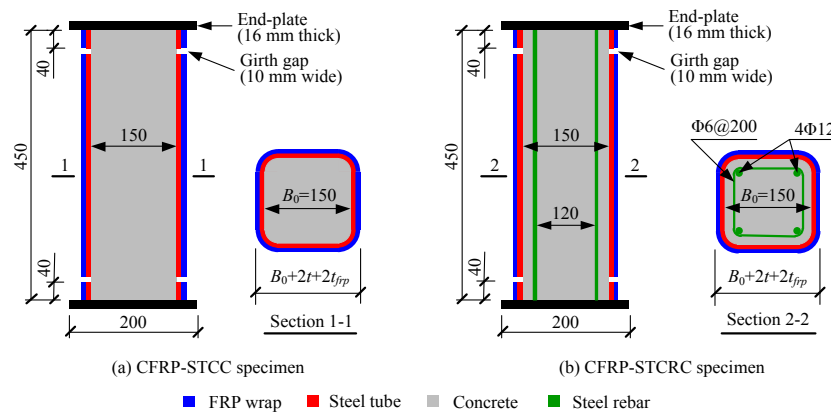 End-plate
(16 mm thick)
Girth gap
(10 mm wide)
40
450
150
1
1
40
200
B0=150
B0+2t+2tfrp
Section 1-1
(a) CFRP-STCC specimen
End-plate
(16 mm thick)
Girth gap
(10 mm wide)
40
450
150
2
2
120
40
200
Φ6@200
4Φ12
B0=150
B0+2t+2tfrp
Section 2-2
(b) CFRP-STCRC specimen
FRP wrap
Steel tube
Concrete
Steel rebar